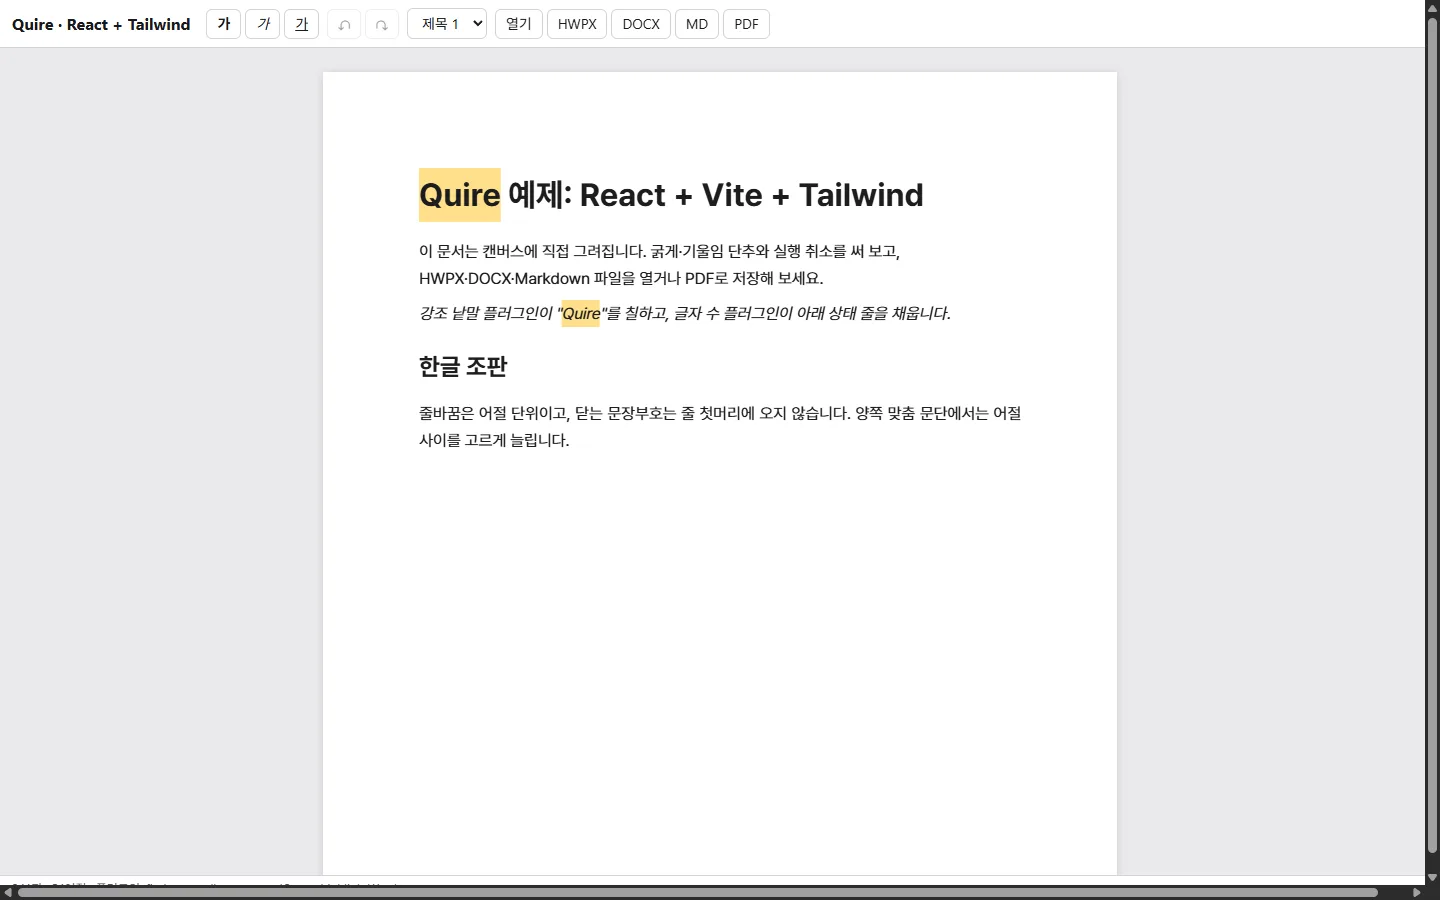 Quire · React + Tailwind 가 가 가 제목 1 열기 HWPX DOCX MD PDF
Quire 예제: React + Vite + Tailwind
이 문서는 캔버스에 직접 그려집니다. 굵게·기울임 단추와 실행 취소를 써 보고,
HWPX·DOCX·Markdown 파일을 열거나 PDF로 저장해 보세요.
강조 낱말 플러그인이 "Quire"를 칠하고, 글자 수 플러그인이 아래 상태 줄을 채웁니다.
한글 조판
줄바꿈은 어절 단위이고, 닫는 문장부호는 줄 첫머리에 오지 않습니다. 양쪽 맞춤 문단에서는 어절
사이를 고르게 늘립니다.